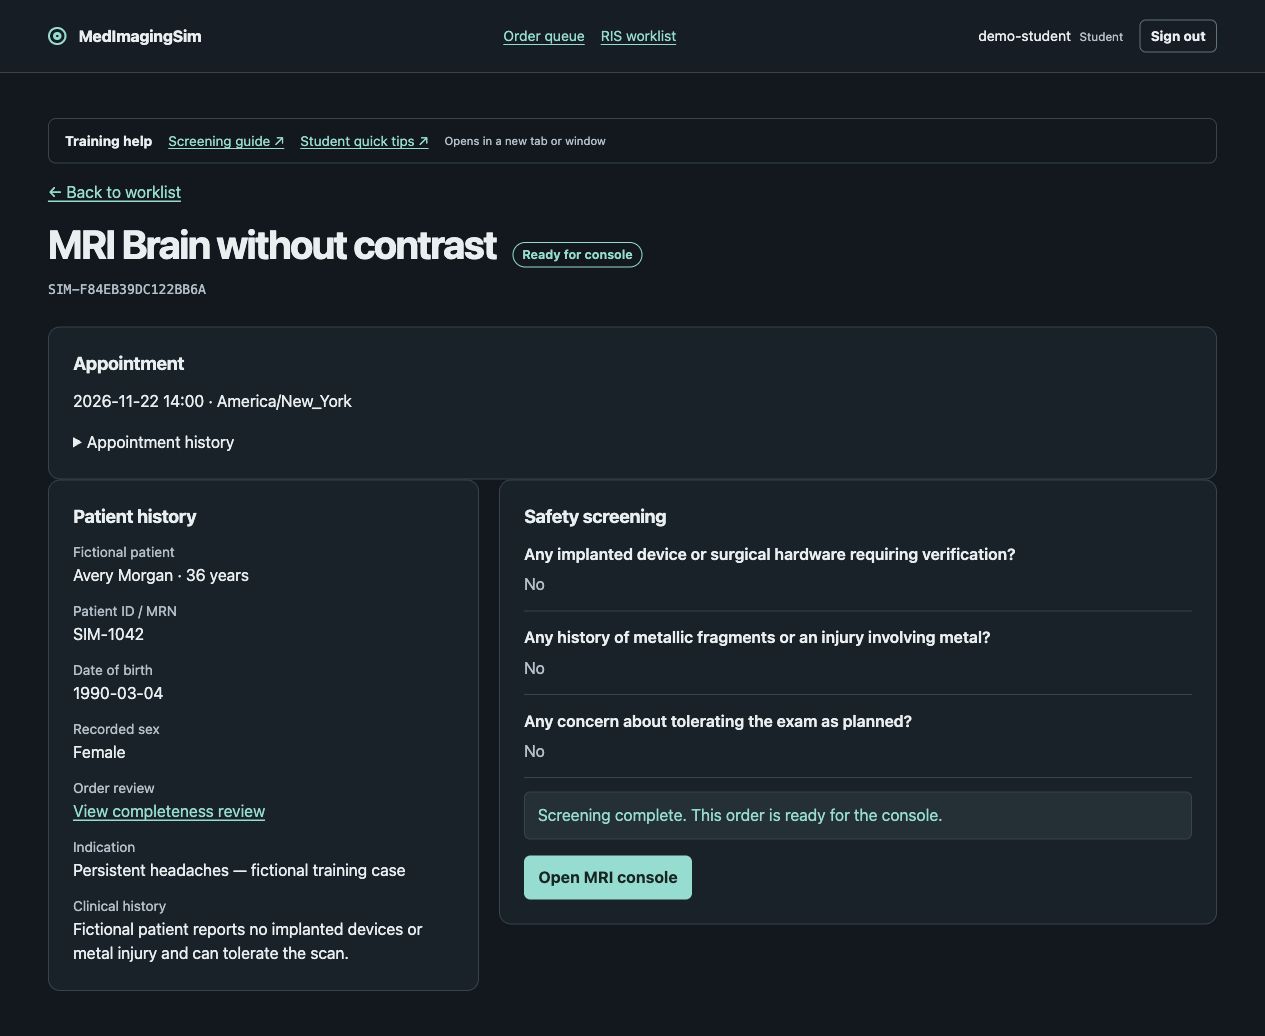 MedImagingSim
Order queue RIS worklist
demo-student Student Sign out
Training help Screening guide ↗ Student quick tips ↗ Opens in a new tab or window
← Back to worklist
MRI Brain without contrast Ready for console
SIM-F84EB39DC122BB6A
Appointment
2026-11-22 14:00 · America/New_York
▶ Appointment history
Patient history
Fictional patient
Avery Morgan · 36 years
Patient ID / MRN
SIM-1042
Date of birth
1990-03-04
Recorded sex
Female
Order review
View completeness review
Indication
Persistent headaches — fictional training case
Clinical history
Fictional patient reports no implanted devices or
metal injury and can tolerate the scan.
Safety screening
Any implanted device or surgical hardware requiring verification?
No
Any history of metallic fragments or an injury involving metal?
No
Any concern about tolerating the exam as planned?
No
Screening complete. This order is ready for the console.
Open MRI console